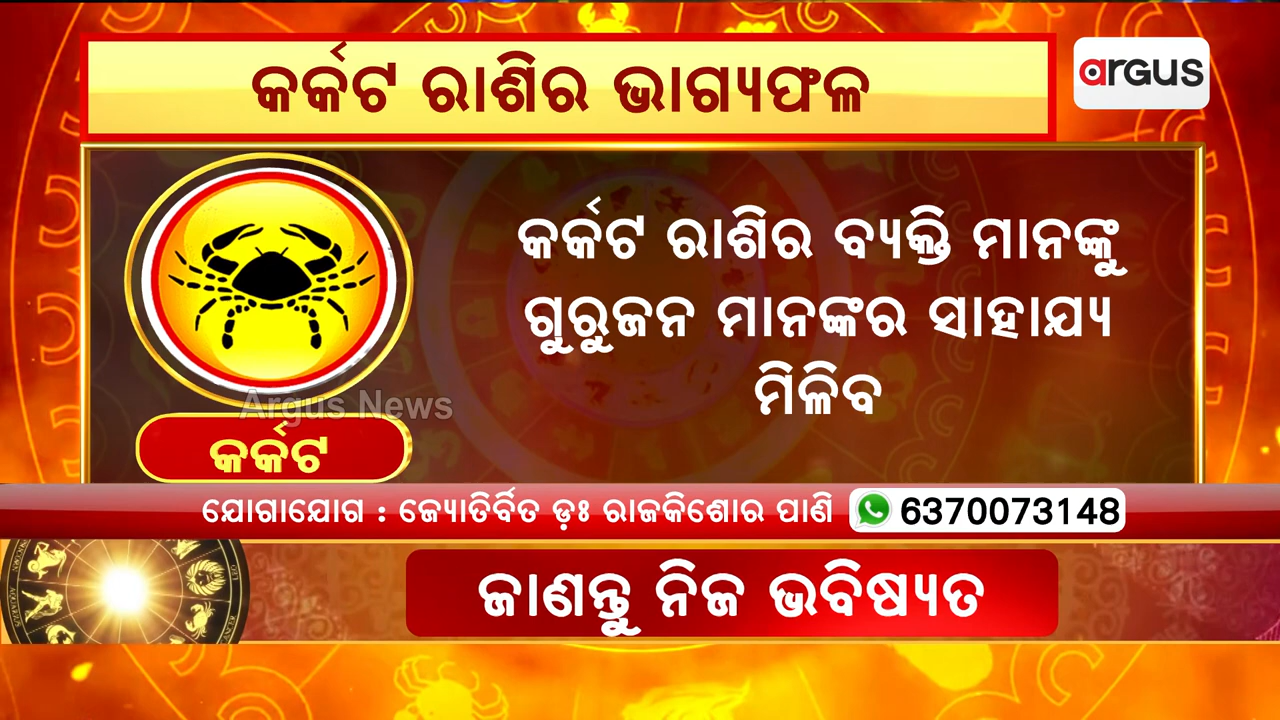 କର୍କଟ ରାଶିର ଭାଗ୍ୟଫଳ
argus
କର୍କଟ ରାଶିର ବ୍ୟକ୍ତି ମାନଙ୍କୁ
ଗୁରୁଜନ ମାନଙ୍କର ସାହାଯ୍ୟ
ମିଳିବ
Argus News
କର୍କଟ
ଯୋଗାଯୋଗ : ଜ୍ୟୋତିର୍ବିତ ଡ଼ଃ ରାଜକିଶୋର ପାଣି 6370073148
ଜାଣନ୍ତୁ ନିଜ ଭବିଷ୍ୟତ